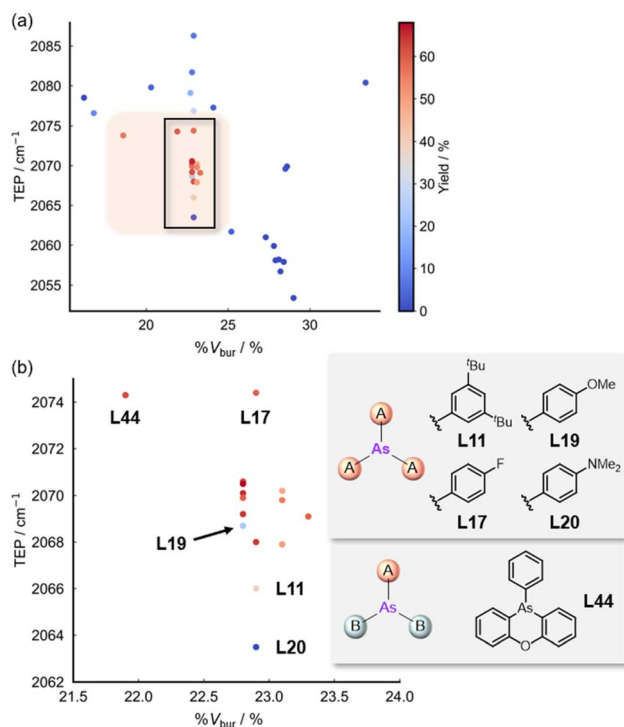 (a)
TEP / cm⁻¹
2085
2080
2075
2070
2065
2060
2055
20
25
30
%V_bur / %
Yield / %
60
50
40
30
20
10
0
(b)
TEP / cm⁻¹
2074
2072
2070
2068
2066
2064
2062
21.5
22.0
22.5
23.0
23.5
24.0
%V_bur / %
L44
L17
L19
L11
L20
A
As
A
A
ᵗBu
ᵗBu
L11
OMe
L19
F
L17
NMe₂
L20
A
As
B
B
As
O
L44